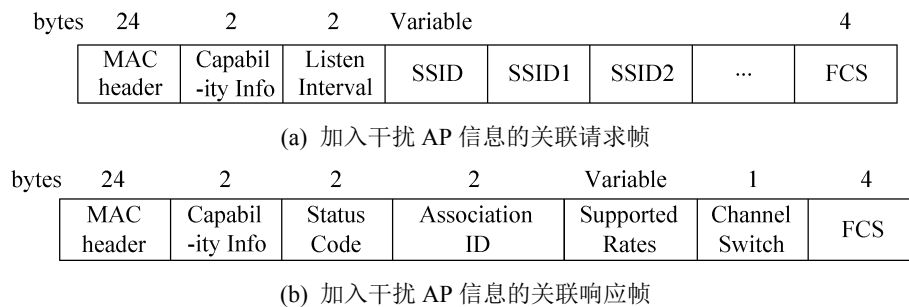 bytes 24 2 2 Variable 4
MAC header Capabil-ity Info Listen Interval SSID SSID1 SSID2 ... FCS
(a) 加入干扰 AP 信息的关联请求帧
bytes 24 2 2 2 Variable 1 4
MAC header Capabil-ity Info Status Code Association ID Supported Rates Channel Switch FCS
(b) 加入干扰 AP 信息的关联响应帧